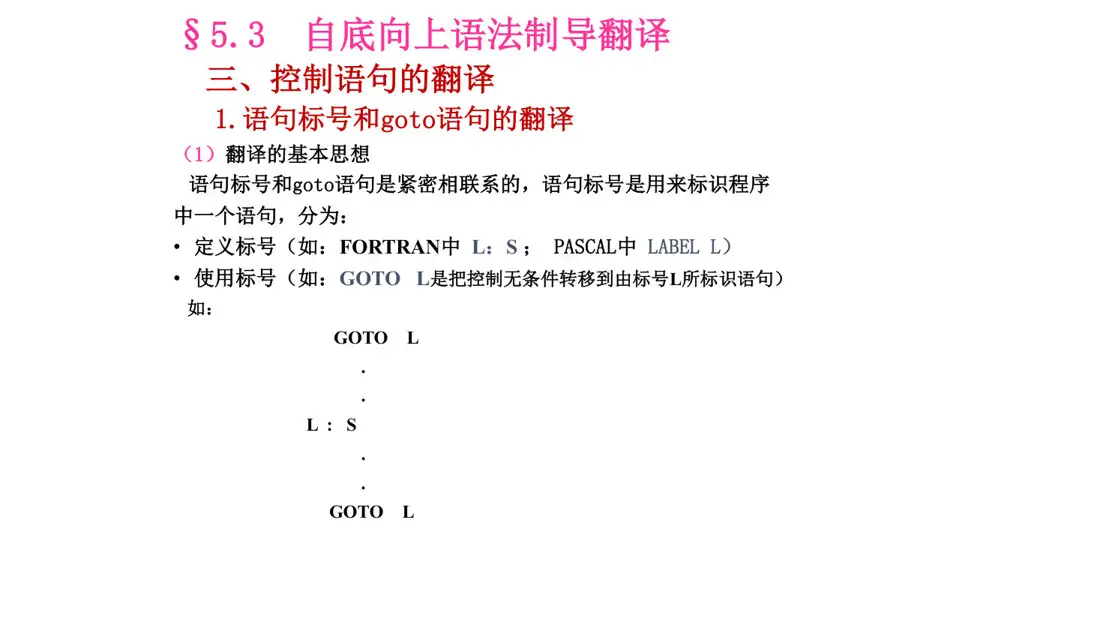 §5.3 自底向上语法制导翻译
三、控制语句的翻译
1.语句标号和goto语句的翻译
（1）翻译的基本思想
语句标号和goto语句是紧密相联系的，语句标号是用来标识程序
中一个语句，分为：
• 定义标号（如：FORTRAN中 L：S ； PASCAL中 LABEL L）
• 使用标号（如：GOTO L是把控制无条件转移到由标号L所标识语句）
如：
GOTO L
.
.
L : S
.
.
GOTO L